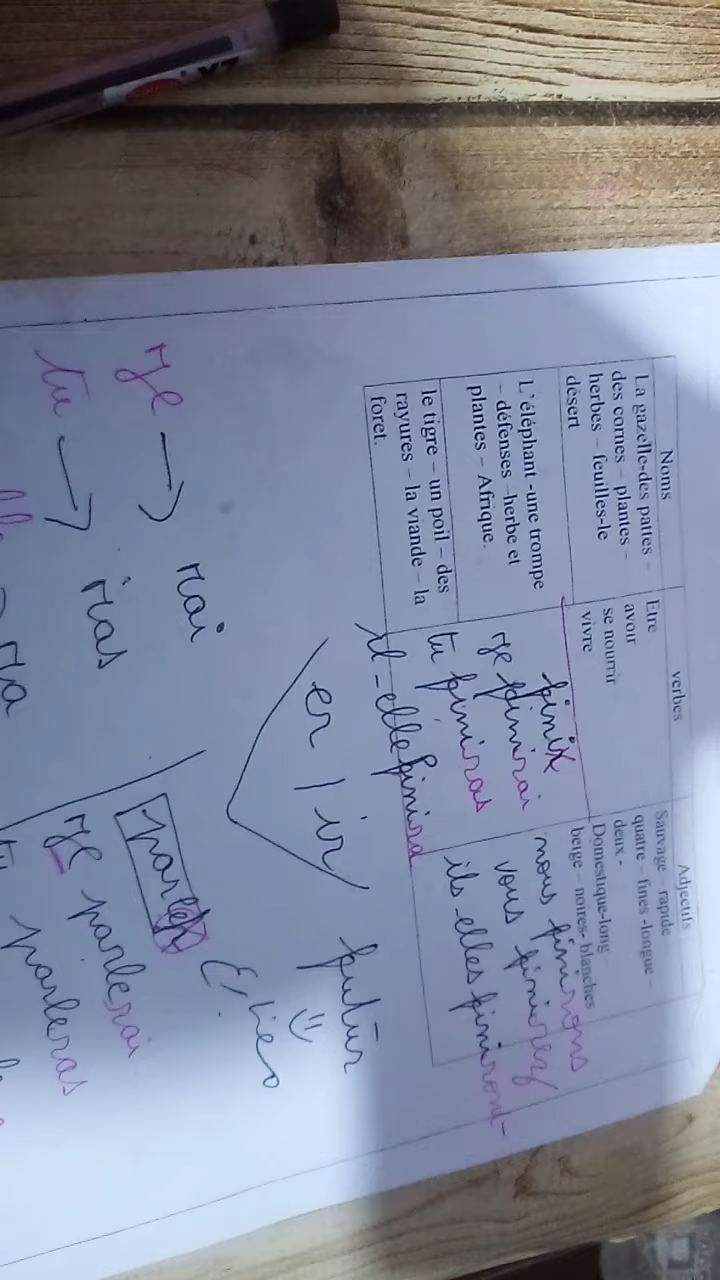 Noms
verbes
Adjectifs
La gazelle-des pattes –
des cornes – plantes –
herbes – feuilles-le
désert
Etre
avoir
se nourrir
vivre
Sauvage – rapide
quatre – fines -longue –
deux -
Domestique-long –
beige – noires- blanches
L'éléphant -une trompe
– défenses –herbe et
plantes – Afrique.
le tigre – un poil – des
rayures – la viande – la
foret.
finir
je finirai
tu finiras
il-elle finira
nous finirons
vous finirez
ils elles finiront
er / ir
futur
je → rai
tu → ras
ra
parler
je parlerai
tu parleras